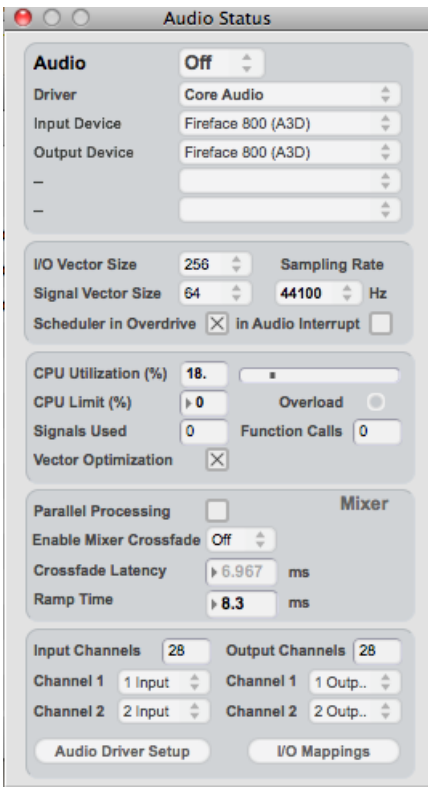 Audio Status
Audio Off
Driver Core Audio
Input Device Fireface 800 (A3D)
Output Device Fireface 800 (A3D)
–
–
I/O Vector Size 256 Sampling Rate
Signal Vector Size 64 44100 Hz
Scheduler in Overdrive in Audio Interrupt
CPU Utilization (%) 18.
CPU Limit (%) 0 Overload
Signals Used 0 Function Calls 0
Vector Optimization
Parallel Processing Mixer
Enable Mixer Crossfade Off
Crossfade Latency 6.967 ms
Ramp Time 8.3 ms
Input Channels 28 Output Channels 28
Channel 1 1 Input Channel 1 1 Outp..
Channel 2 2 Input Channel 2 2 Outp..
Audio Driver Setup I/O Mappings